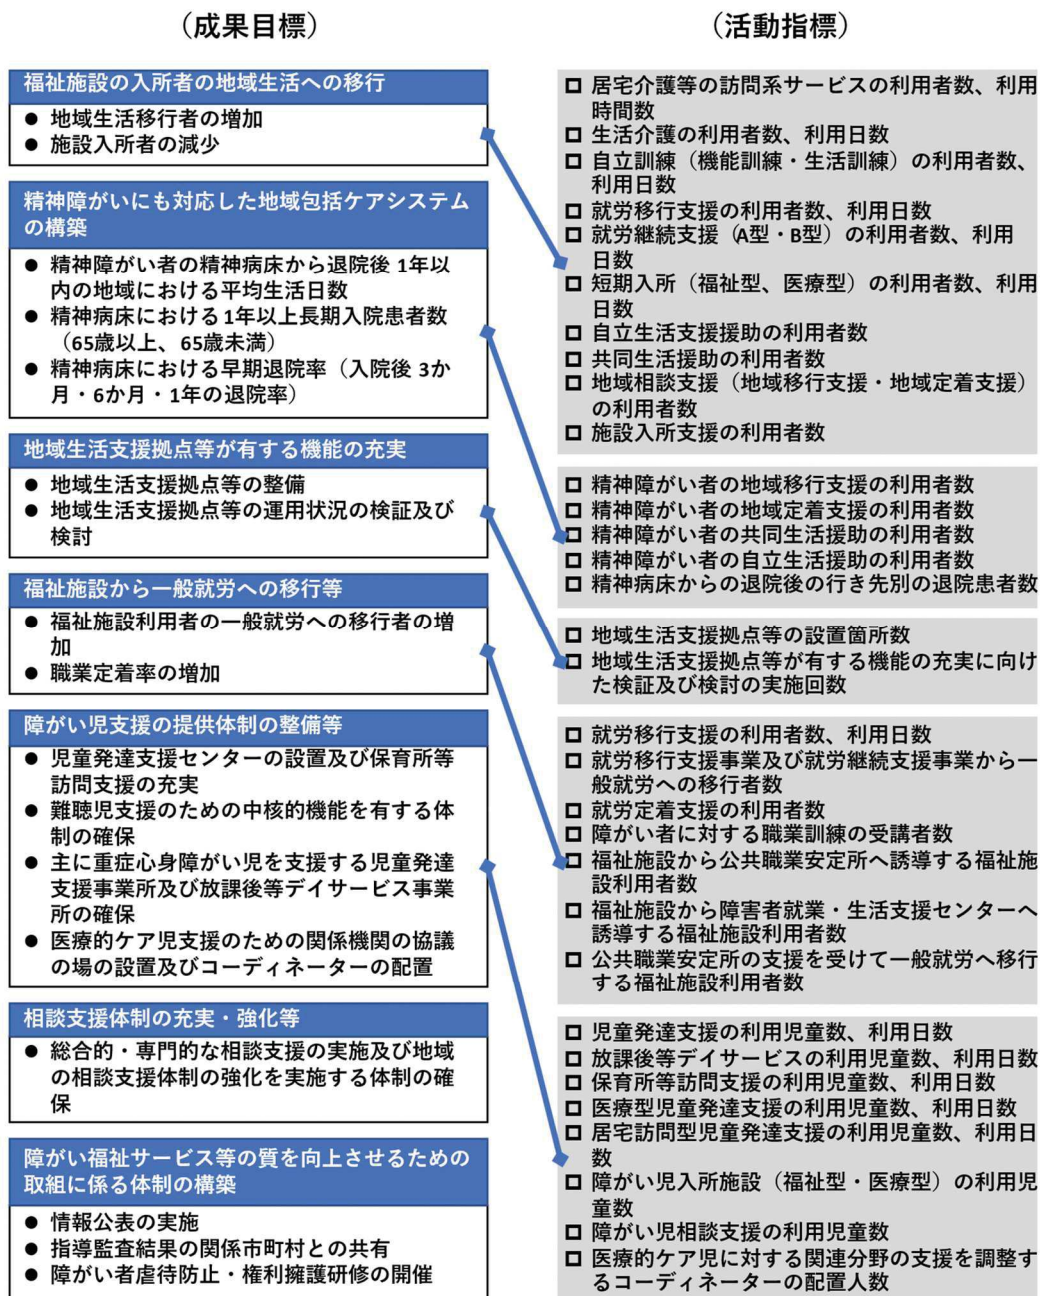 （成果目標）
福祉施設の入所者の地域生活への移行
● 地域生活移行者の増加
● 施設入所者の減少
精神障がいにも対応した地域包括ケアシステム
の構築
● 精神障がい者の精神病床から退院後 1年以
内の地域における平均生活日数
● 精神病床における1年以上長期入院患者数
（65歳以上、65歳未満）
● 精神病床における早期退院率（入院後 3か
月・6か月・1年の退院率）
地域生活支援拠点等が有する機能の充実
● 地域生活支援拠点等の整備
● 地域生活支援拠点等の運用状況の検証及び
検討
福祉施設から一般就労への移行等
● 福祉施設利用者の一般就労への移行者の増
加
● 職業定着率の増加
障がい児支援の提供体制の整備等
● 児童発達支援センターの設置及び保育所等
訪問支援の充実
● 難聴児支援のための中核的機能を有する体
制の確保
● 主に重症心身障がい児を支援する児童発達
支援事業所及び放課後等デイサービス事業
所の確保
● 医療的ケア児支援のための関係機関の協議
の場の設置及びコーディネーターの配置
相談支援体制の充実・強化等
● 総合的・専門的な相談支援の実施及び地域
の相談支援体制の強化を実施する体制の確
保
障がい福祉サービス等の質を向上させるための
取組に係る体制の構築
● 情報公表の実施
● 指導監査結果の関係市町村との共有
● 障がい者虐待防止・権利擁護研修の開催
（活動指標）
□ 居宅介護等の訪問系サービスの利用者数、利用
時間数
□ 生活介護の利用者数、利用日数
□ 自立訓練（機能訓練・生活訓練）の利用者数、
利用日数
□ 就労移行支援の利用者数、利用日数
□ 就労継続支援（A型・B型）の利用者数、利用
日数
□ 短期入所（福祉型、医療型）の利用者数、利用
日数
□ 自立生活支援援助の利用者数
□ 共同生活援助の利用者数
□ 地域相談支援（地域移行支援・地域定着支援）
の利用者数
□ 施設入所支援の利用者数
□ 精神障がい者の地域移行支援の利用者数
□ 精神障がい者の地域定着支援の利用者数
□ 精神障がい者の共同生活援助の利用者数
□ 精神障がい者の自立生活援助の利用者数
□ 精神病床からの退院後の行き先別の退院患者数
□ 地域生活支援拠点等の設置箇所数
□ 地域生活支援拠点等が有する機能の充実に向け
た検証及び検討の実施回数
□ 就労移行支援の利用者数、利用日数
□ 就労移行支援事業及び就労継続支援事業から一
般就労への移行者数
□ 就労定着支援の利用者数
□ 障がい者に対する職業訓練の受講者数
□ 福祉施設から公共職業安定所へ誘導する福祉施
設利用者数
□ 福祉施設から障害者就業・生活支援センターへ
誘導する福祉施設利用者数
□ 公共職業安定所の支援を受けて一般就労へ移行
する福祉施設利用者数
□ 児童発達支援の利用児童数、利用日数
□ 放課後等デイサービスの利用児童数、利用日数
□ 保育所等訪問支援の利用児童数、利用日数
□ 医療型児童発達支援の利用児童数、利用日数
□ 居宅訪問型児童発達支援の利用児童数、利用日
数
□ 障がい児入所施設（福祉型・医療型）の利用児
童数
□ 障がい児相談支援の利用児童数
□ 医療的ケア児に対する関連分野の支援を調整す
るコーディネーターの配置人数